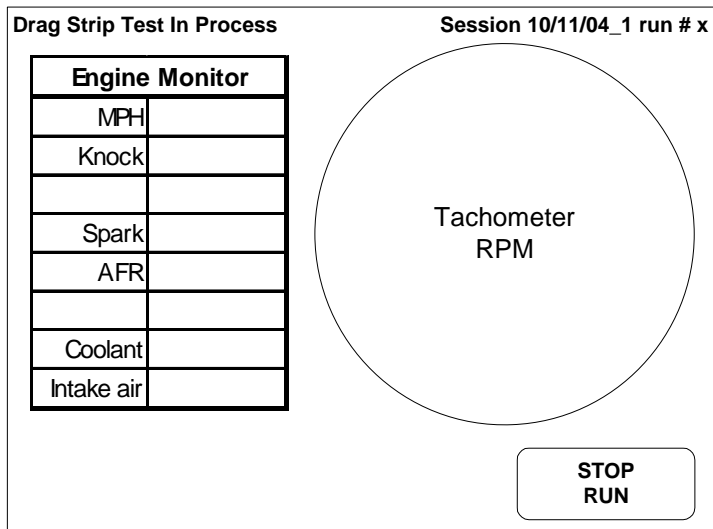 Drag Strip Test In Process
Session 10/11/04_1 run # x
Engine Monitor
MPH
Knock
Spark
AFR
Coolant
Intake air
Tachometer
RPM
STOP
RUN